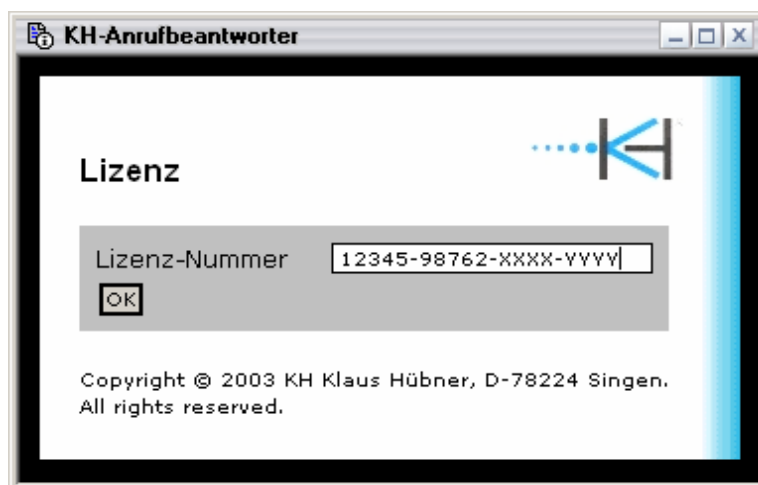 KH-Anrufbeantworter
KH
Lizenz
Lizenz-Nummer 12345-98762-XXXX-YYYY
OK
Copyright © 2003 KH Klaus Hübner, D-78224 Singen.
All rights reserved.